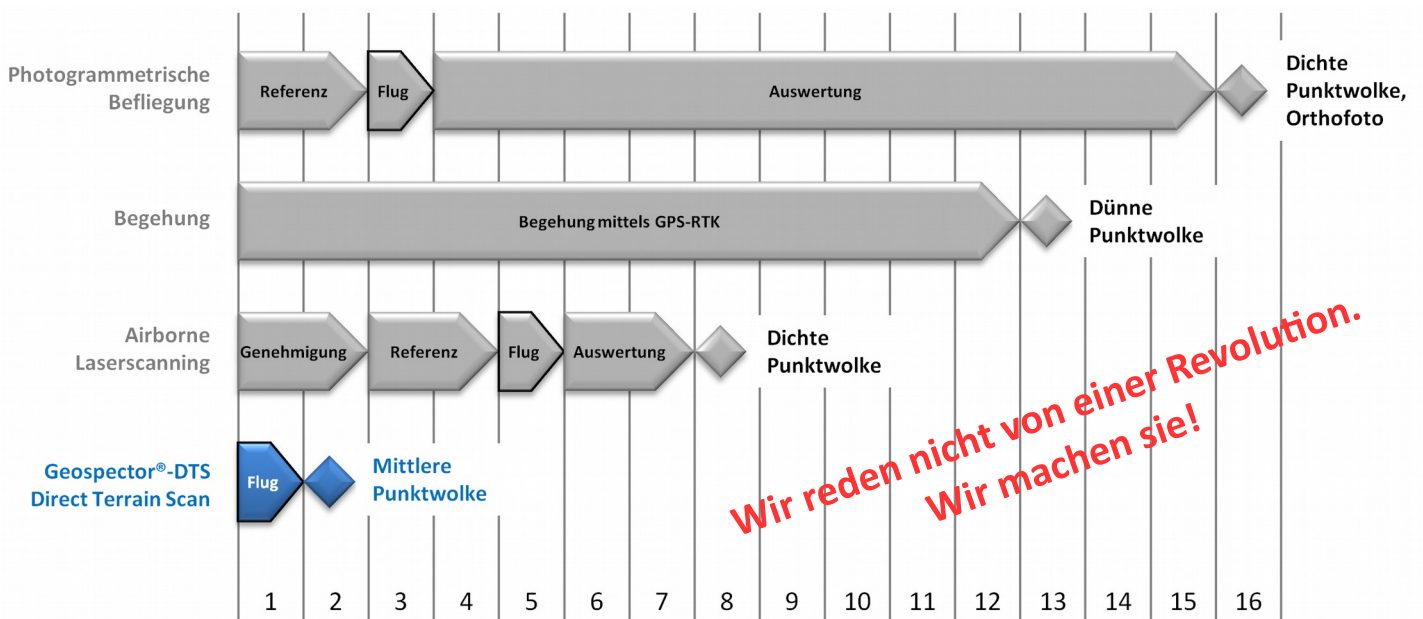 Photogrammetrische
Befliegung
Referenz
Flug
Auswertung
Dichte
Punktwolke,
Orthofoto
Begehung
Begehung mittels GPS-RTK
Dünne
Punktwolke
Airborne
Laserscanning
Genehmigung
Referenz
Flug
Auswertung
Dichte
Punktwolke
Geospector®-DTS
Direct Terrain Scan
Flug
Mittlere
Punktwolke
Wir reden nicht von einer Revolution.
Wir machen sie!
1 2 3 4 5 6 7 8 9 10 11 12 13 14 15 16